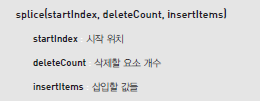 splice(startIndex, deleteCount, insertItems)
startIndex 시작 위치
deleteCount 삭제할 요소 개수
insertItems 삽입할 값들